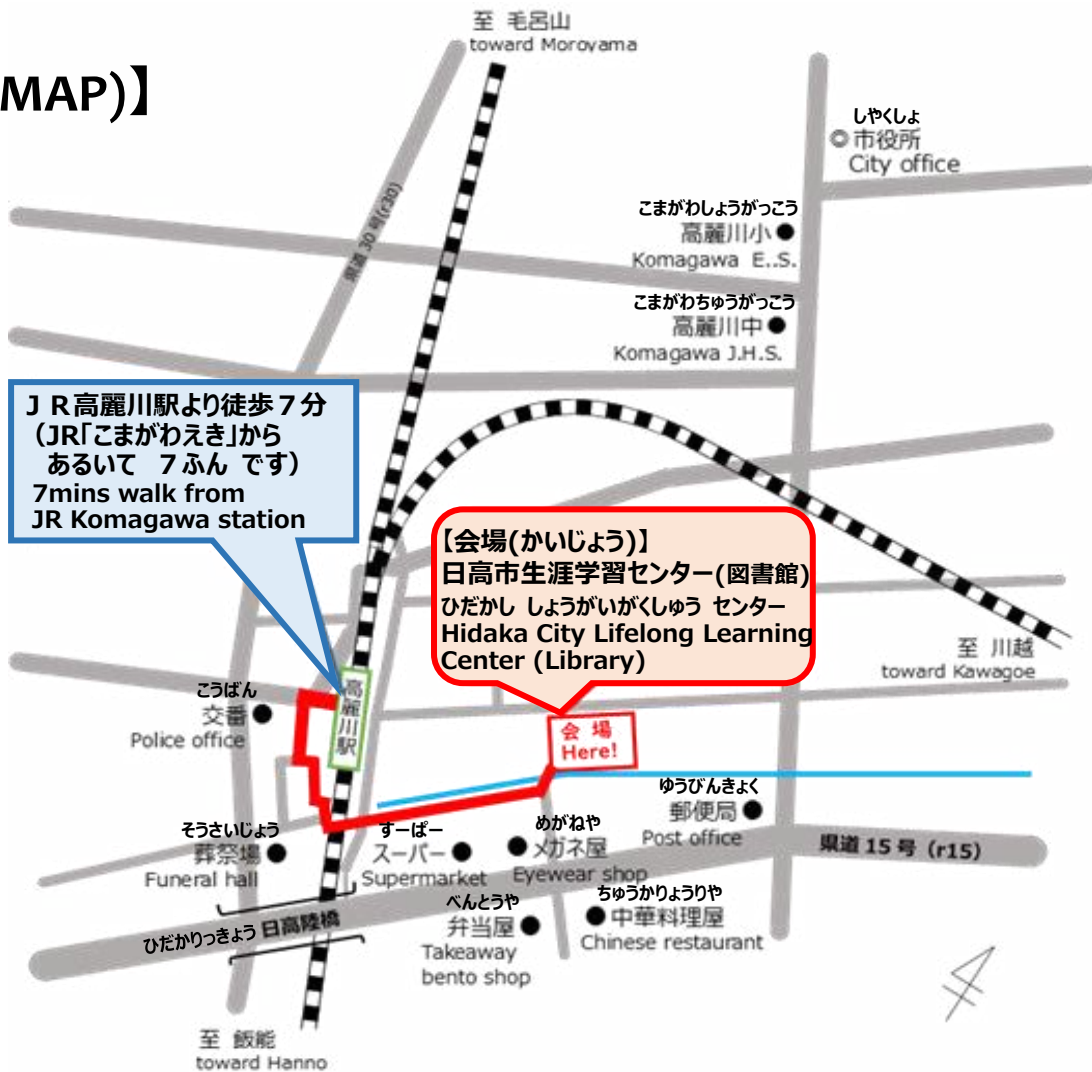 至 毛呂山
toward Moroyama
MAP)】
しやくしょ
◎市役所
City office
県道 30 号(r30)
こまがわしょうがっこう
高麗川小●
Komagawa E..S.
こまがわちゅうがっこう
高麗川中●
Komagawa J.H.S.
ＪＲ高麗川駅より徒歩７分
（JR｢こまがわえき｣から
あるいて ７ふん です）
7mins walk from
JR Komagawa station
【会場(かいじょう)】
日高市生涯学習センター(図書館)
ひだかし しょうがいがくしゅう センター
Hidaka City Lifelong Learning
Center (Library)
至 川越
toward Kawagoe
高麗川駅
こうばん
交番●
Police office
会場
Here!
ゆうびんきょく
郵便局●
Post office
そうさいじょう
葬祭場●
Funeral hall
すーぱー
スーパー●
Supermarket
めがねや
●メガネ屋
Eyewear shop
県道 15 号（r15）
べんとうや
弁当屋●
Takeaway
bento shop
ちゅうかりょうりや
●中華料理屋
Chinese restaurant
ひだかりっきょう 日高陸橋
至 飯能
toward Hanno